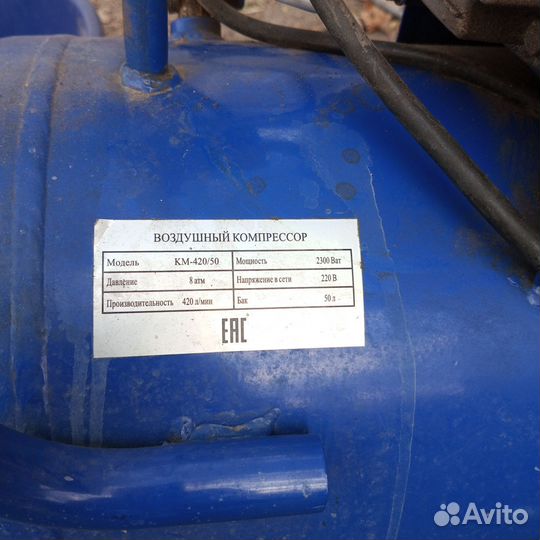 ВОЗДУШНЫЙ КОМПРЕССОР
Модель КМ-420/50 Мощность 2300 Ват
Давление 8 атм Напряжение в сети 220 В
Производительность 420 л/мин Бак 50 л
EAC
Avito